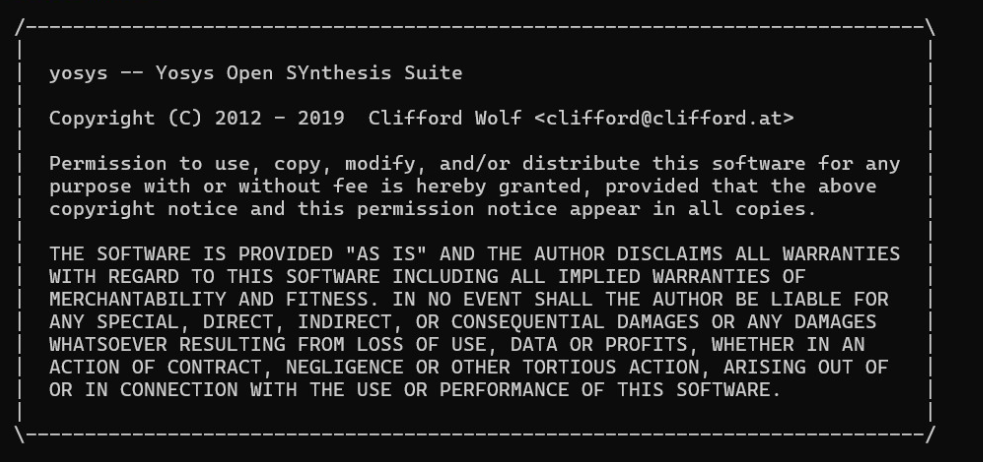 /----------------------------------------------------------------------------\
|                                                                            |
|  yosys -- Yosys Open SYnthesis Suite                                       |
|                                                                            |
|  Copyright (C) 2012 - 2019  Clifford Wolf <clifford@clifford.at>           |
|                                                                            |
|  Permission to use, copy, modify, and/or distribute this software for any  |
|  purpose with or without fee is hereby granted, provided that the above    |
|  copyright notice and this permission notice appear in all copies.         |
|                                                                            |
|  THE SOFTWARE IS PROVIDED "AS IS" AND THE AUTHOR DISCLAIMS ALL WARRANTIES  |
|  WITH REGARD TO THIS SOFTWARE INCLUDING ALL IMPLIED WARRANTIES OF          |
|  MERCHANTABILITY AND FITNESS. IN NO EVENT SHALL THE AUTHOR BE LIABLE FOR   |
|  ANY SPECIAL, DIRECT, INDIRECT, OR CONSEQUENTIAL DAMAGES OR ANY DAMAGES    |
|  WHATSOEVER RESULTING FROM LOSS OF USE, DATA OR PROFITS, WHETHER IN AN     |
|  ACTION OF CONTRACT, NEGLIGENCE OR OTHER TORTIOUS ACTION, ARISING OUT OF   |
|  OR IN CONNECTION WITH THE USE OR PERFORMANCE OF THIS SOFTWARE.            |
|                                                                            |
\----------------------------------------------------------------------------/